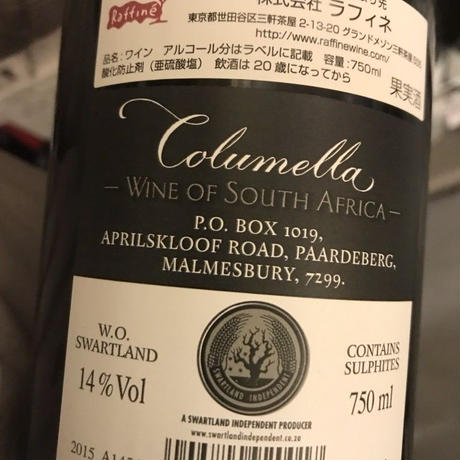 Raffiné
株式会社 ラフィネ
東京都世田谷区三軒茶屋 2-13-20 グランドメゾン三軒茶屋
http://www.raffinewine.com/
品名：ワイン アルコール分はラベルに記載 容量：750ml
酸化防止剤（亜硫酸塩） 飲酒は20歳になってから
果実酒
Columella
– WINE OF SOUTH AFRICA –
P.O. BOX 1019,
APRILSKLOOF ROAD, PAARDEBERG,
MALMESBURY, 7299.
W.O.
SWARTLAND
14 % Vol
SWARTLAND INDEPENDENT
CONTAINS
SULPHITES
750 ml
A SWARTLAND INDEPENDENT PRODUCER
www.swartlandindependent.co.za
2015